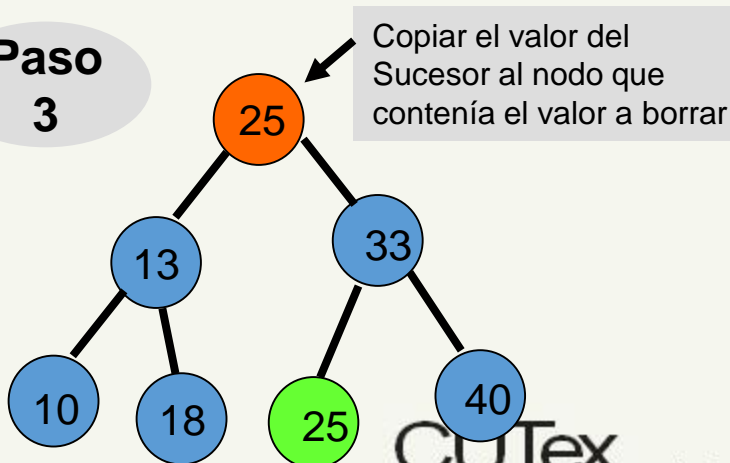 Paso
3
Copiar el valor del
Sucesor al nodo que
contenía el valor a borrar
25
13
33
10
18
25
40
CUTex